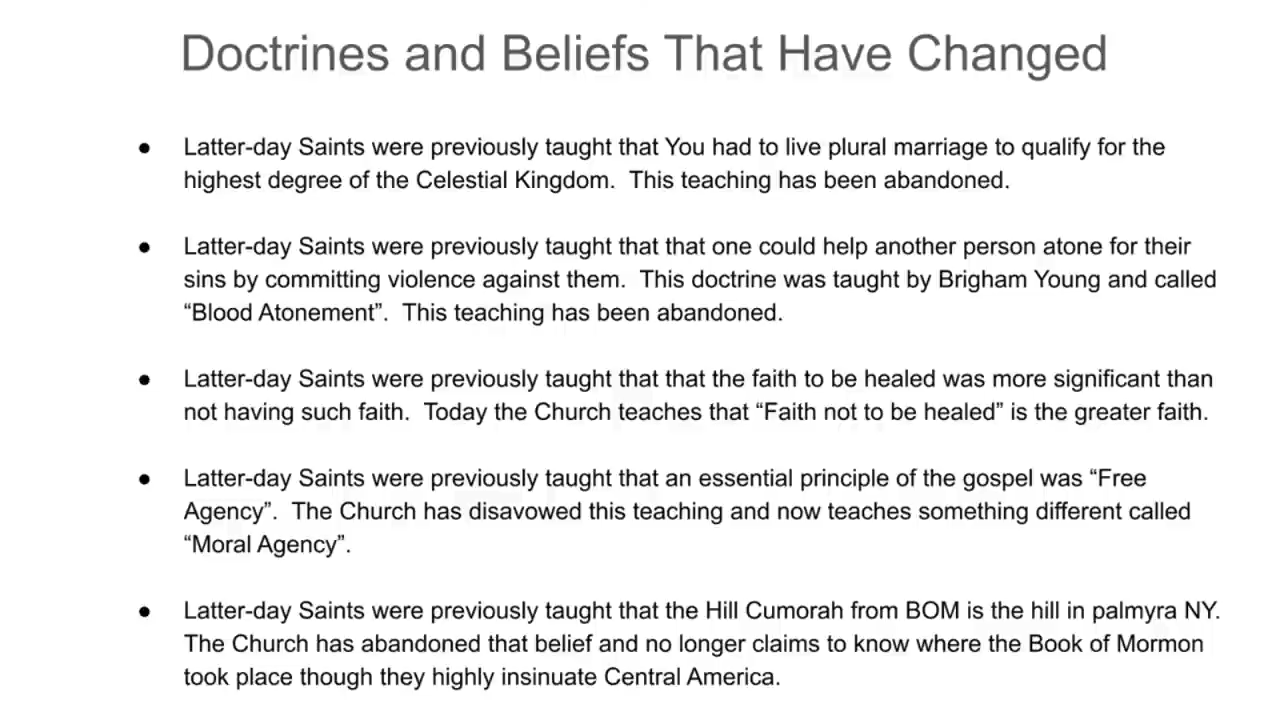 Doctrines and Beliefs That Have Changed
● Latter-day Saints were previously taught that You had to live plural marriage to qualify for the
highest degree of the Celestial Kingdom.  This teaching has been abandoned.
● Latter-day Saints were previously taught that that one could help another person atone for their
sins by committing violence against them.  This doctrine was taught by Brigham Young and called
“Blood Atonement”.  This teaching has been abandoned.
● Latter-day Saints were previously taught that that the faith to be healed was more significant than
not having such faith.  Today the Church teaches that “Faith not to be healed” is the greater faith.
● Latter-day Saints were previously taught that an essential principle of the gospel was “Free
Agency”.  The Church has disavowed this teaching and now teaches something different called
“Moral Agency”.
● Latter-day Saints were previously taught that the Hill Cumorah from BOM is the hill in palmyra NY.
The Church has abandoned that belief and no longer claims to know where the Book of Mormon
took place though they highly insinuate Central America.